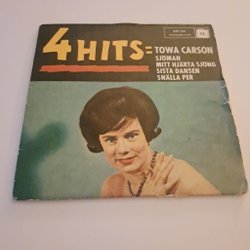 4 HITS = TOWA CARSON
SJÖMAN
MITT HJÄRTA SJÖNG
SISTA DANSEN
SNÄLLA PER